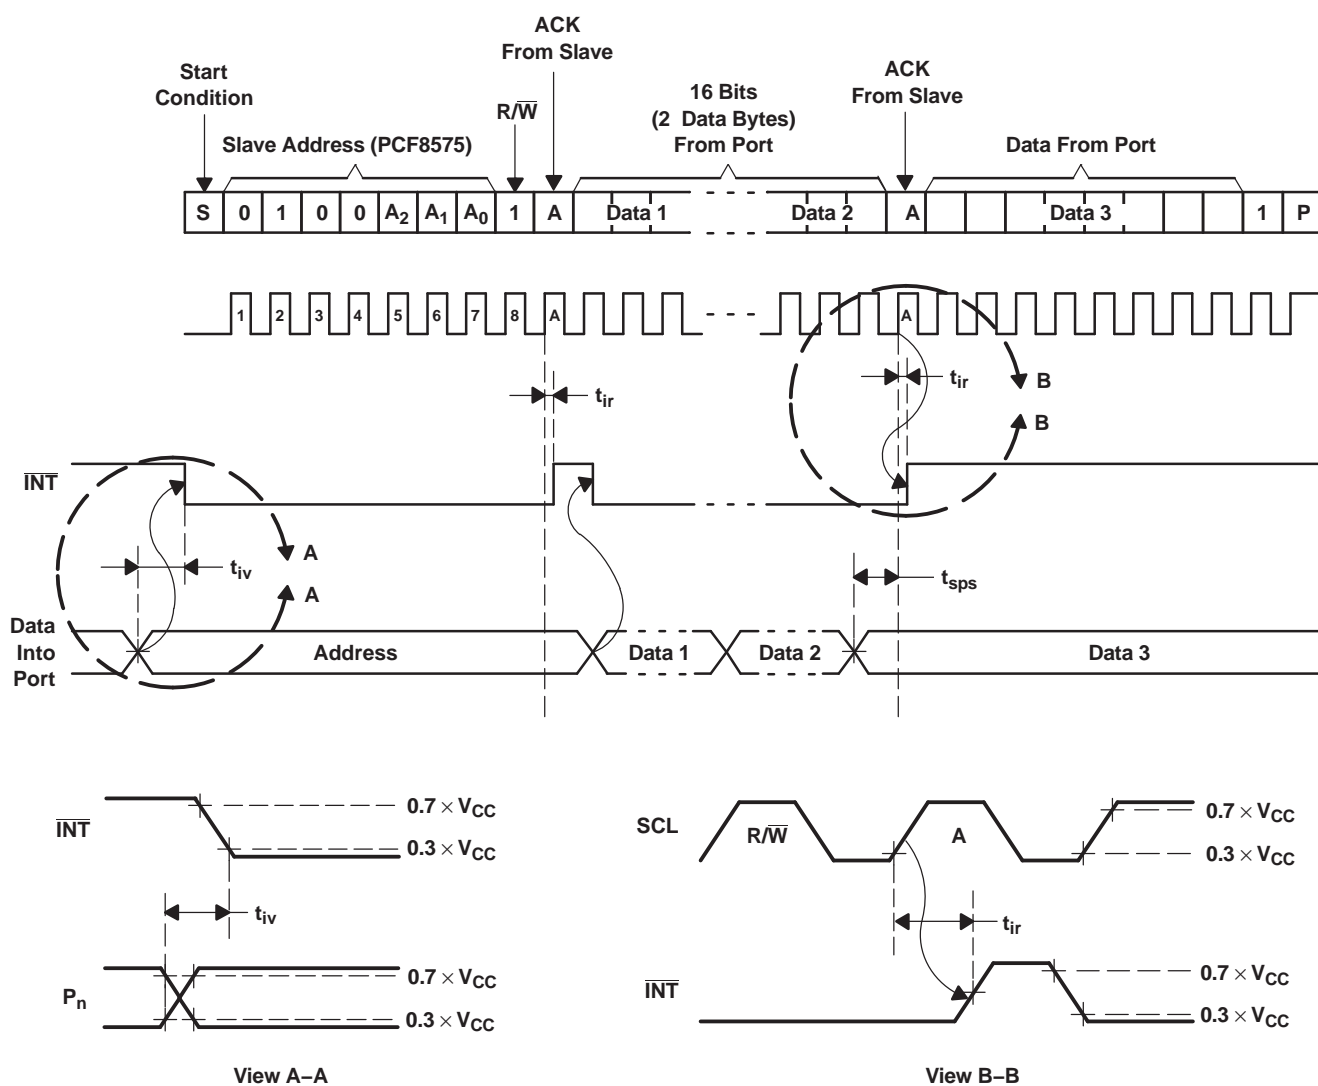 ACK
From Slave
Start
Condition
R/W̅
ACK
From Slave
16 Bits
(2 Data Bytes)
From Port
Slave Address (PCF8575)
Data From Port
S 0 1 0 0 A2 A1 A0 1 A Data 1 Data 2 A Data 3 1 P
1 2 3 4 5 6 7 8 A A
tir
tir
B
B
INT
A
tiv
A
tsps
Data
Into
Port
Address Data 1 Data 2 Data 3
INT
0.7 × VCC
0.3 × VCC
tiv
Pn
0.7 × VCC
0.3 × VCC
View A–A
SCL
R/W̅
A
0.7 × VCC
0.3 × VCC
tir
INT
0.7 × VCC
0.3 × VCC
View B–B